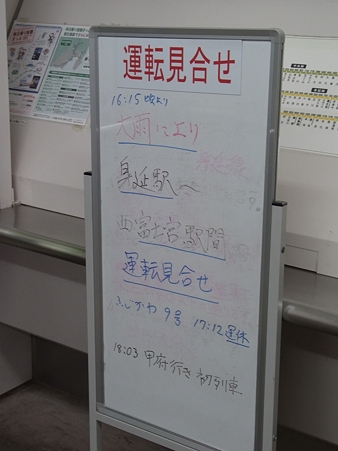 運転見合せ
16:15頃より
大雨により
身延駅〜
西富士宮駅間
運転見合せ
ふじかわ 9号 17:12運休
18:03 甲府行き 初列車